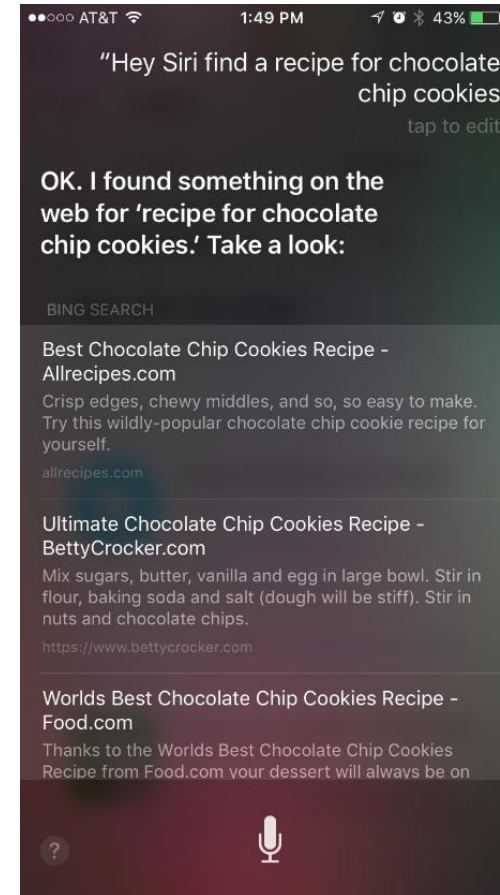 AT&T 1:49 PM 43%
“Hey Siri find a recipe for chocolate
chip cookies
tap to edit
OK. I found something on the
web for ‘recipe for chocolate
chip cookies.’ Take a look:
BING SEARCH
Best Chocolate Chip Cookies Recipe -
Allrecipes.com
Crisp edges, chewy middles, and so, so easy to make.
Try this wildly-popular chocolate chip cookie recipe for
yourself.
allrecipes.com
Ultimate Chocolate Chip Cookies Recipe -
BettyCrocker.com
Mix sugars, butter, vanilla and egg in large bowl. Stir in
flour, baking soda and salt (dough will be stiff). Stir in
nuts and chocolate chips.
https://www.bettycrocker.com
Worlds Best Chocolate Chip Cookies Recipe -
Food.com
Thanks to the Worlds Best Chocolate Chip Cookies
Recipe from Food.com your dessert will always be on
?